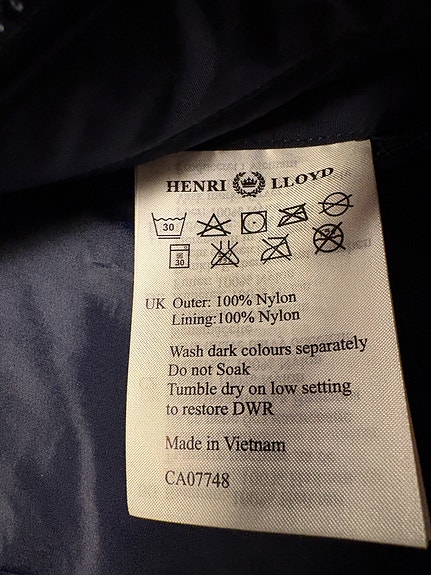 HENRI LLOYD
30
30
UK Outer: 100% Nylon
Lining:100% Nylon
Wash dark colours separately
Do not Soak
Tumble dry on low setting
to restore DWR
Made in Vietnam
CA07748